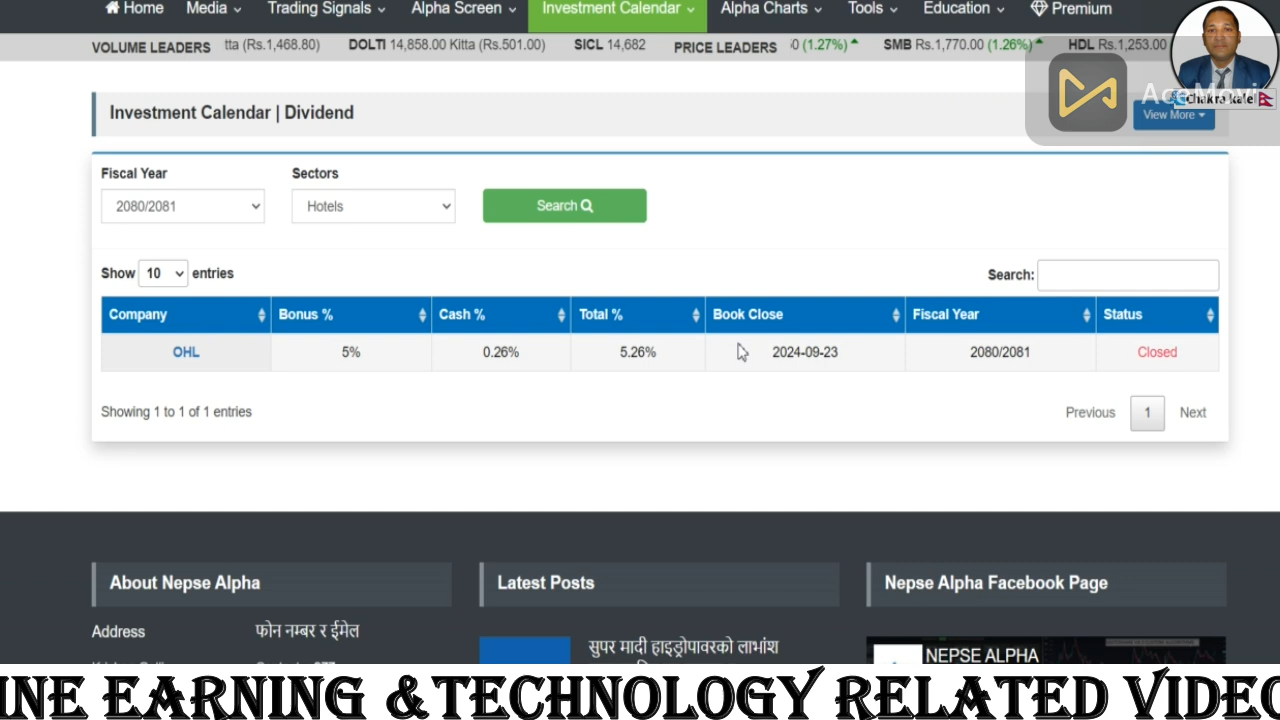 Home Media Trading Signals Alpha Screen Investment Calendar Alpha Charts Tools Education Premium
VOLUME LEADERS tta (Rs.1,468.80) DOLTI 14,858.00 Kitta (Rs.501.00) SICL 14,682 PRICE LEADERS (1.27%) SMB Rs.1,770.00 (1.26%) HDL Rs.1,253.00
AceMovi
Investment Calendar | Dividend
View More
Fiscal Year Sectors
2080/2081 Hotels Search
Show 10 entries Search:
Company Bonus % Cash % Total % Book Close Fiscal Year Status
OHL 5% 0.26% 5.26% 2024-09-23 2080/2081 Closed
Showing 1 to 1 of 1 entries Previous 1 Next
About Nepse Alpha Latest Posts Nepse Alpha Facebook Page
Address फोन नम्बर र ईमेल
सुपर मादी हाइड्रोपावरको लाभांश
NEPSE ALPHA
INE EARNING &TECHNOLOGY RELATED VIDEO